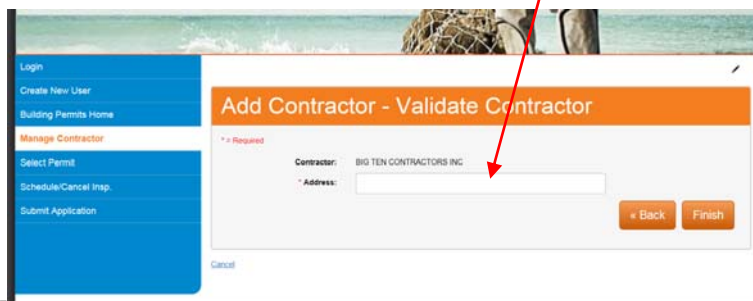 Login
Create New User
Building Permits Home
Manage Contractor
Select Permit
Schedule/Cancel Insp.
Submit Application
Add Contractor - Validate Contractor
* = Required
Contractor: BIG TEN CONTRACTORS INC
* Address:
« Back Finish
Cancel